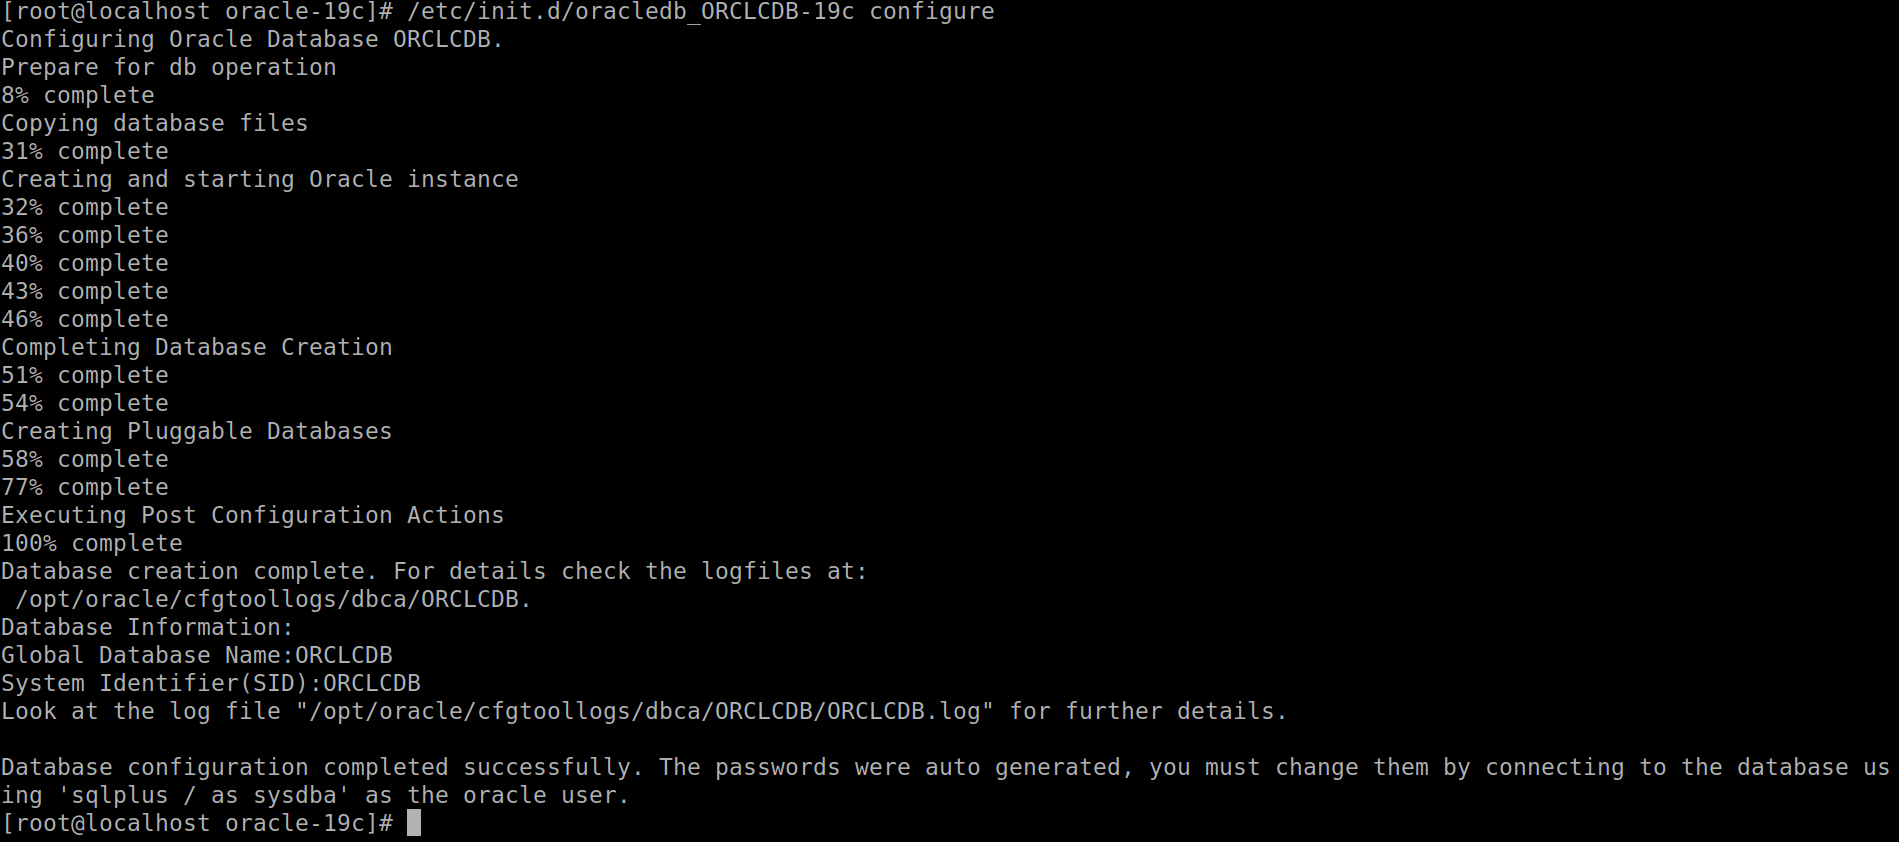 [root@localhost oracle-19c]# /etc/init.d/oracledb_ORCLCDB-19c configure
Configuring Oracle Database ORCLCDB.
Prepare for db operation
8% complete
Copying database files
31% complete
Creating and starting Oracle instance
32% complete
36% complete
40% complete
43% complete
46% complete
Completing Database Creation
51% complete
54% complete
Creating Pluggable Databases
58% complete
77% complete
Executing Post Configuration Actions
100% complete
Database creation complete. For details check the logfiles at:
 /opt/oracle/cfgtoollogs/dbca/ORCLCDB.
Database Information:
Global Database Name:ORCLCDB
System Identifier(SID):ORCLCDB
Look at the log file "/opt/oracle/cfgtoollogs/dbca/ORCLCDB/ORCLCDB.log" for further details.

Database configuration completed successfully. The passwords were auto generated, you must change them by connecting to the database us
ing 'sqlplus / as sysdba' as the oracle user.
[root@localhost oracle-19c]#